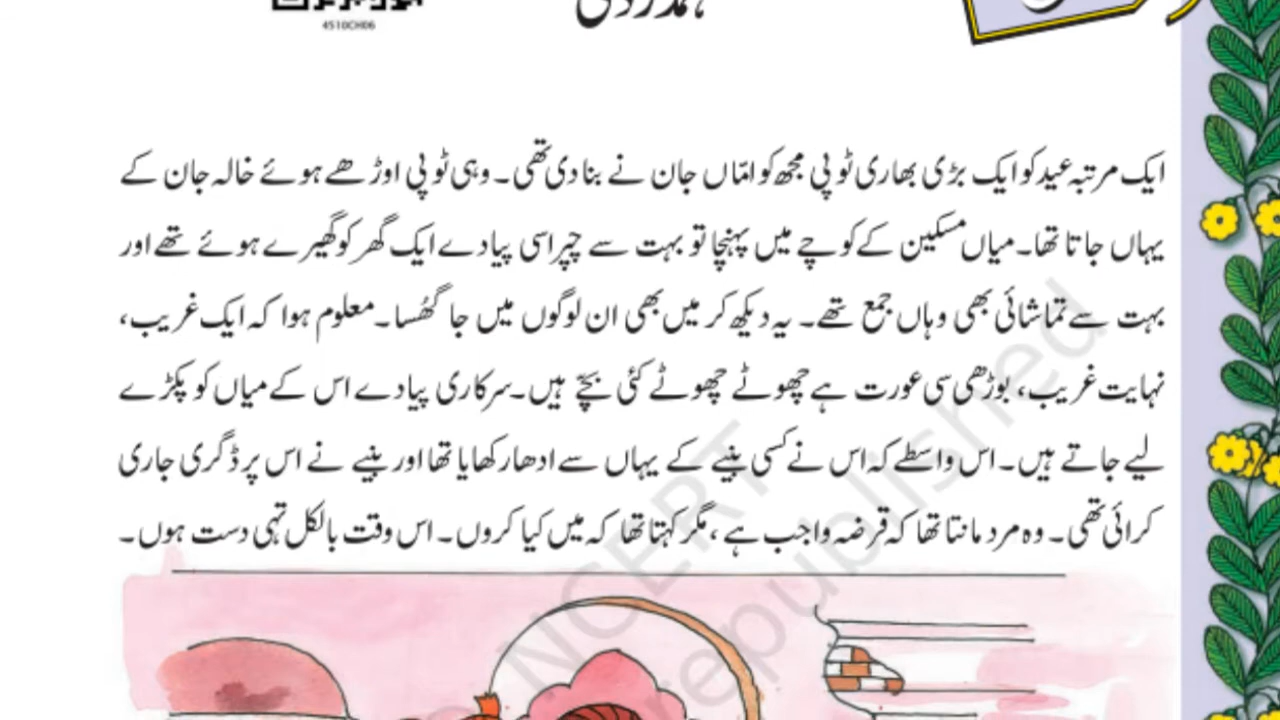 ہمدردی
4510CH06
ایک مرتبہ عید کو ایک بڑی بھاری ٹوپی مجھ کو امّاں جان نے بنا دی تھی۔ وہی ٹوپی اوڑھے ہوئے خالہ جان کے
یہاں جاتا تھا۔ میاں مسکین کے کوچے میں پہنچا تو بہت سے چپراسی پیادے ایک گھر کو گھیرے ہوئے تھے اور
بہت سے تماشائی بھی وہاں جمع تھے۔ یہ دیکھ کر میں بھی ان لوگوں میں جا گھُسا۔ معلوم ہوا کہ ایک غریب،
نہایت غریب، بوڑھی سی عورت ہے چھوٹے چھوٹے کئی بچّے ہیں۔ سرکاری پیادے اس کے میاں کو پکڑے
لیے جاتے ہیں۔ اس واسطے کہ اس نے کسی بنیے کے یہاں سے ادھار کھایا تھا اور بنیے نے اس پر ڈگری جاری
کرائی تھی۔ وہ مرد مانتا تھا کہ قرضہ واجب ہے، مگر کہتا تھا کہ میں کیا کروں۔ اس وقت بالکل تہی دست ہوں۔
NCERT
republished